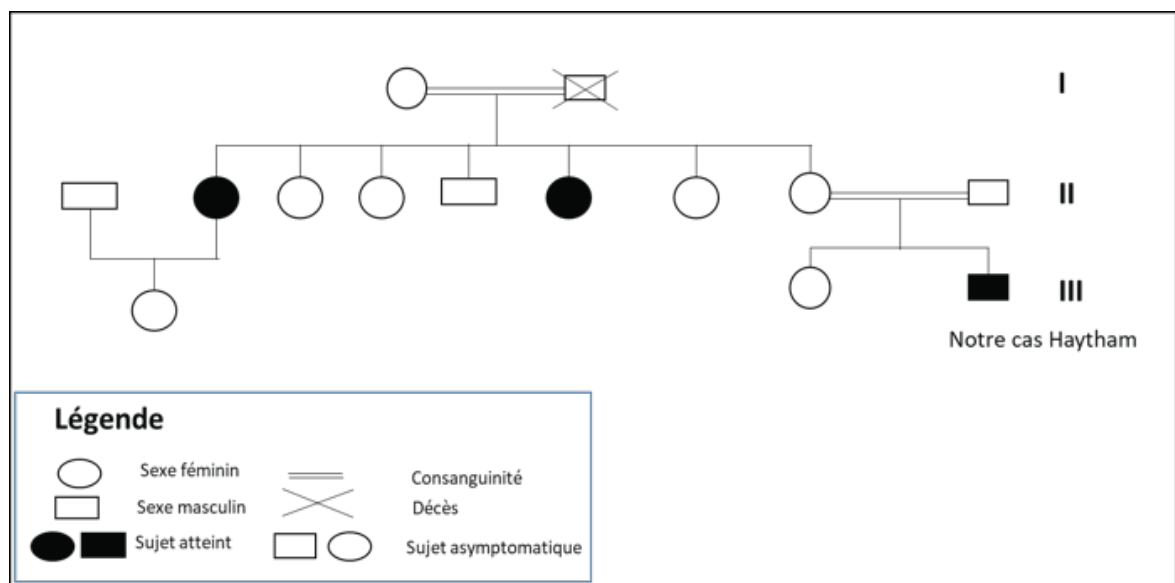 I
II
III
Notre cas Haytham
Légende
Sexe féminin
Consanguinité
Sexe masculin
Décès
Sujet atteint
Sujet asymptomatique